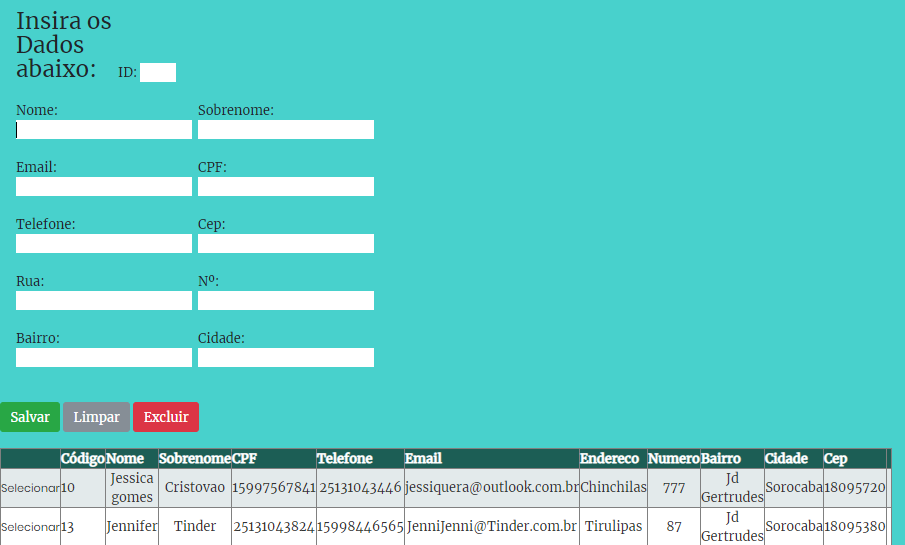 Insira os
Dados
abaixo: ID:
Nome: Sobrenome:
Email: CPF:
Telefone: Cep:
Rua: Nº:
Bairro: Cidade:
Salvar Limpar Excluir
Código Nome Sobrenome CPF Telefone Email Endereco Numero Bairro Cidade Cep
Selecionar 10 Jessica gomes Cristovao 15997567841 25131043446 jessiquera@outlook.com.br Chinchilas 777 Jd Gertrudes Sorocaba 18095720
Selecionar 13 Jennifer Tinder 25131043824 15998446565 JenniJenni@Tinder.com.br Tirulipas 87 Jd Gertrudes Sorocaba 18095380